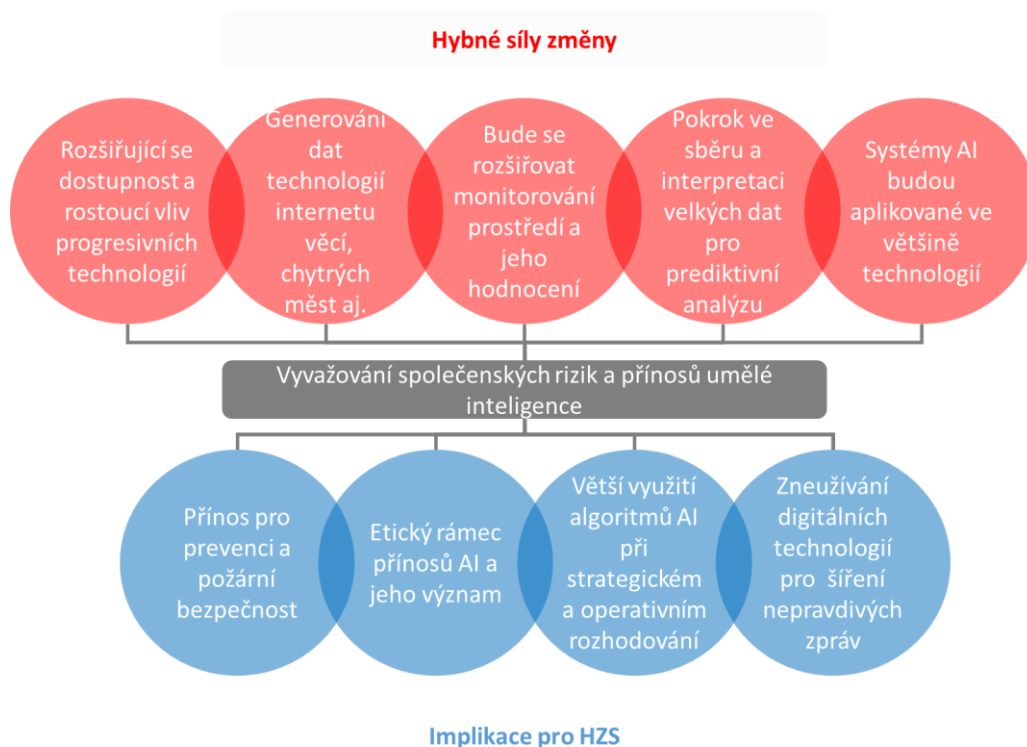 Hybné síly změny
Rozšiřující se
dostupnost a
rostoucí vliv
progresivních
technologií
Generování
dat
technologií
internetu
věcí,
chytrých
měst aj.
Bude se
rozšiřovat
monitorování
prostředí a
jeho
hodnocení
Pokrok ve
sběru a
interpretaci
velkých dat
pro
prediktivní
analýzu
Systémy AI
budou
aplikované ve
většině
technologií
Vyvažování společenských rizik a přínosů umělé
inteligence
Přínos pro
prevenci a
požární
bezpečnost
Etický rámec
přínosů AI a
jeho význam
Větší využití
algoritmů AI
při
strategickém
a operativním
rozhodování
Zneužívání
digitálních
technologií
pro šíření
nepravdivých
zpráv
Implikace pro HZS